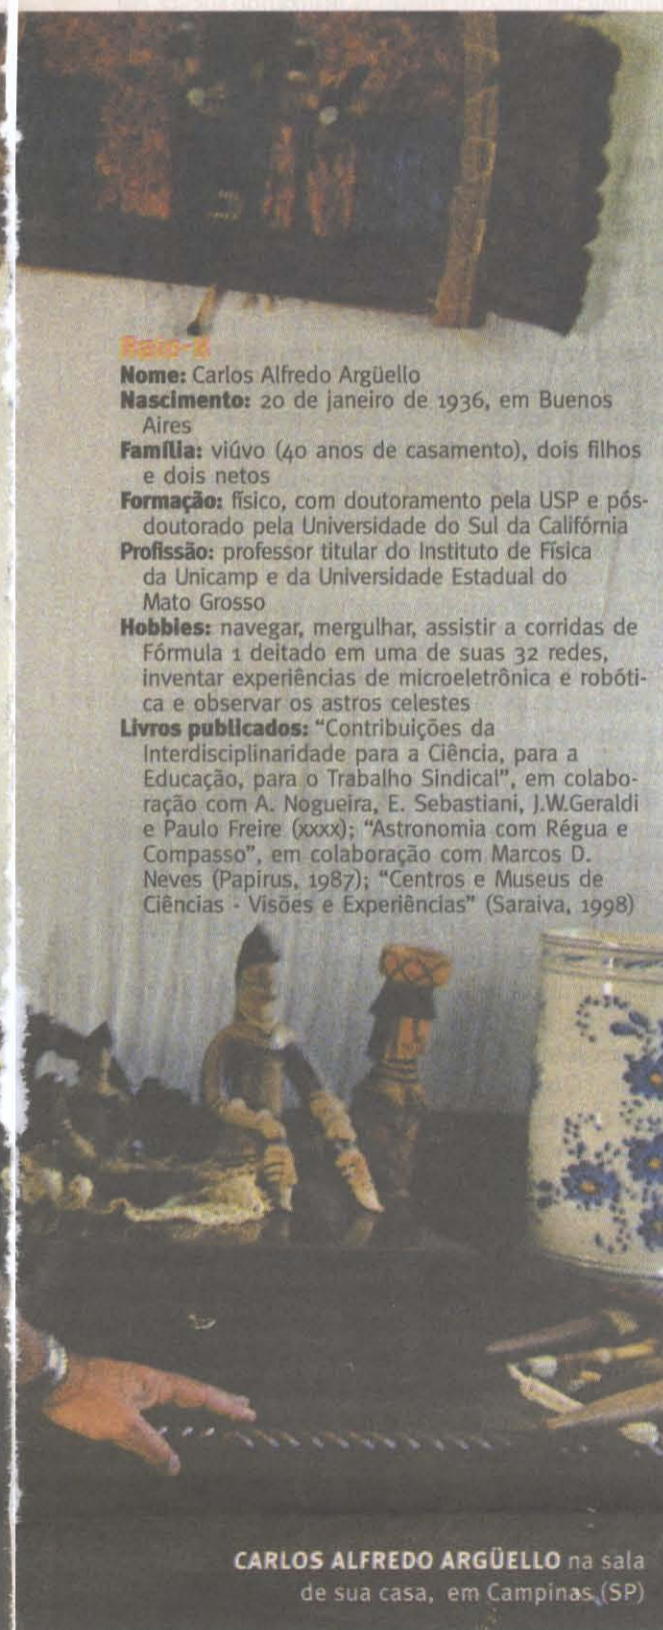 Raio-X
Nome: Carlos Alfredo Argüello
Nascimento: 20 de janeiro de 1936, em Buenos
Aires
Família: viúvo (40 anos de casamento), dois filhos
e dois netos
Formação: físico, com doutoramento pela USP e pós-
doutorado pela Universidade do Sul da Califórnia
Profissão: professor titular do Instituto de Física
da Unicamp e da Universidade Estadual do
Mato Grosso
Hobbies: navegar, mergulhar, assistir a corridas de
Fórmula 1 deitado em uma de suas 32 redes,
inventar experiências de microeletrônica e robóti-
ca e observar os astros celestes
Livros publicados: “Contribuições da
Interdisciplinaridade para a Ciência, para a
Educação, para o Trabalho Sindical”, em colabo-
ração com A. Nogueira, E. Sebastiani, J.W.Geraldi
e Paulo Freire (xxxx); “Astronomia com Régua e
Compasso”, em colaboração com Marcos D.
Neves (Papirus, 1987); “Centros e Museus de
Ciências - Visões e Experiências” (Saraiva, 1998)
CARLOS ALFREDO ARGÜELLO na sala
de sua casa, em Campinas (SP)